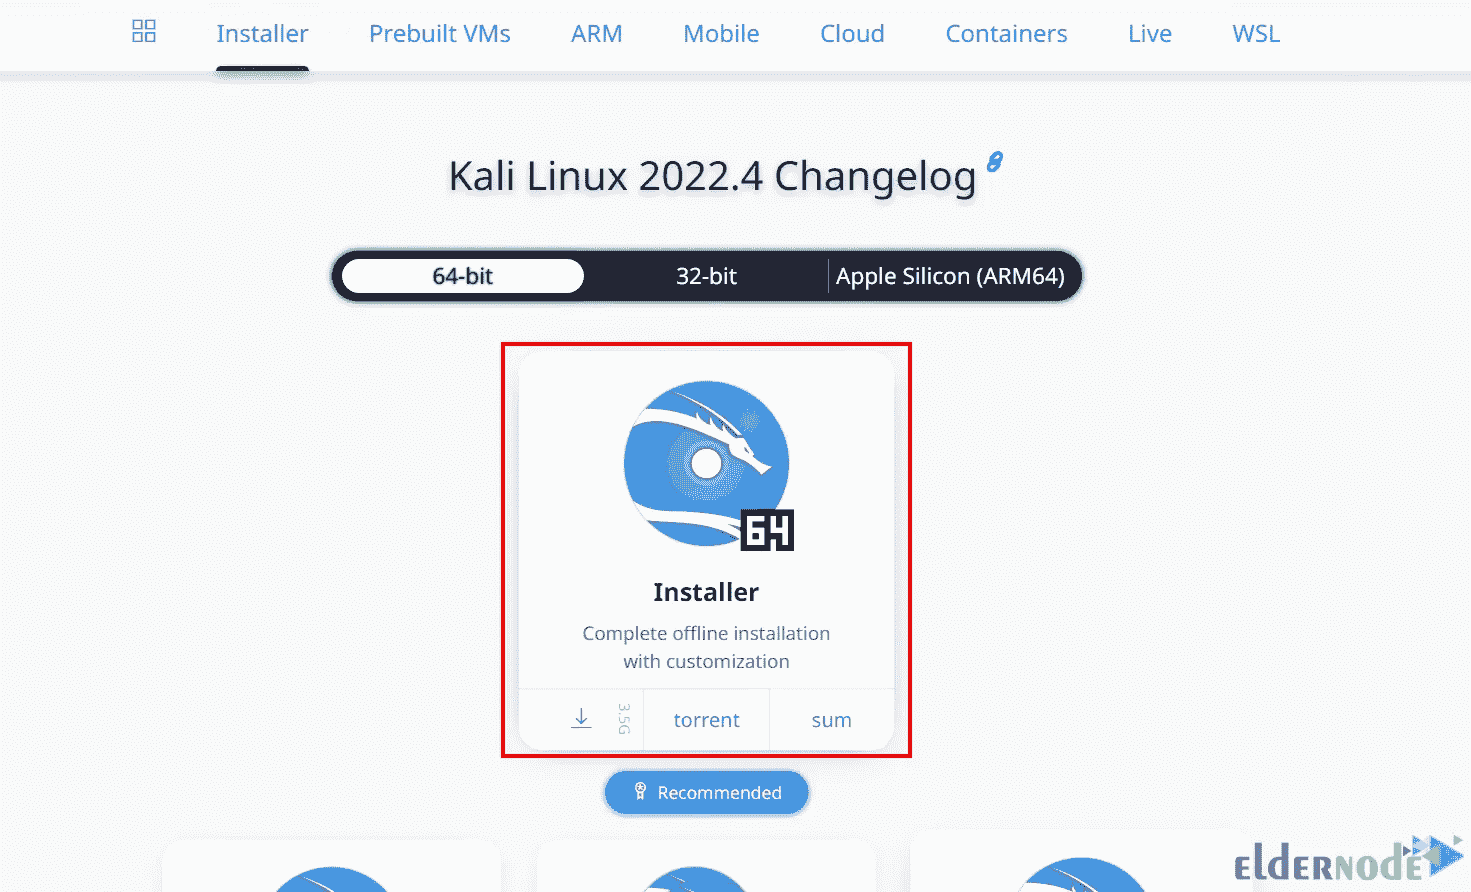 Installer Prebuilt VMs ARM Mobile Cloud Containers Live WSL
Kali Linux 2022.4 Changelog
64-bit 32-bit Apple Silicon (ARM64)
64
Installer
Complete offline installation
with customization
3.5G torrent sum
Recommended
ELDERNODE